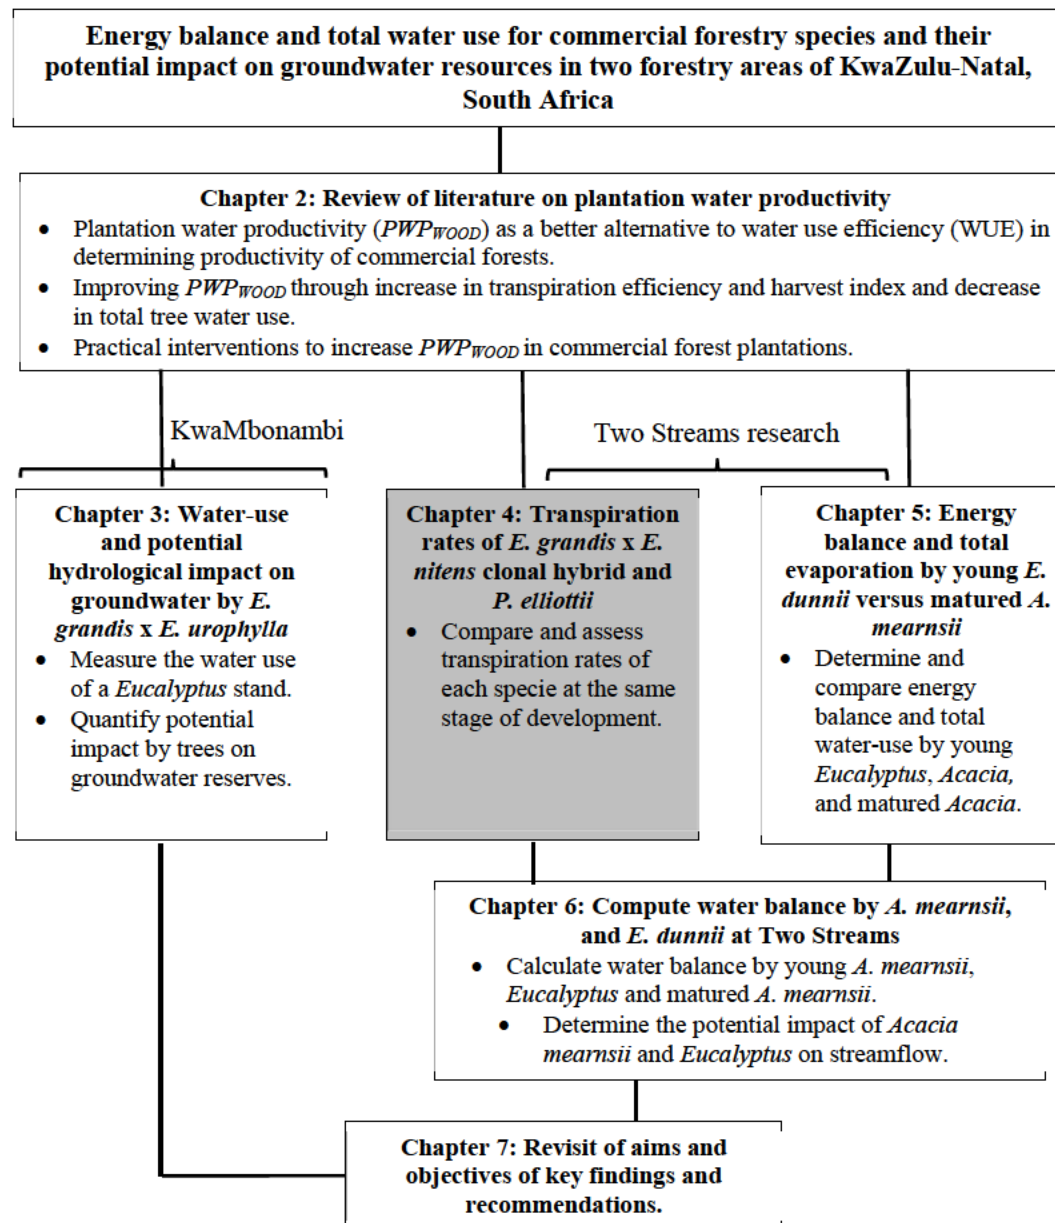 Energy balance and total water use for commercial forestry species and their
potential impact on groundwater resources in two forestry areas of KwaZulu-Natal,
South Africa
Chapter 2: Review of literature on plantation water productivity
• Plantation water productivity (PWP_WOOD) as a better alternative to water use efficiency (WUE) in
determining productivity of commercial forests.
• Improving PWP_WOOD through increase in transpiration efficiency and harvest index and decrease
in total tree water use.
• Practical interventions to increase PWP_WOOD in commercial forest plantations.
KwaMbonambi
Two Streams research
Chapter 3: Water-use
and potential
hydrological impact on
groundwater by E.
grandis x E. urophylla
• Measure the water use
of a Eucalyptus stand.
• Quantify potential
impact by trees on
groundwater reserves.
Chapter 4: Transpiration
rates of E. grandis x E.
nitens clonal hybrid and
P. elliottii
• Compare and assess
transpiration rates of
each specie at the same
stage of development.
Chapter 5: Energy
balance and total
evaporation by young E.
dunnii versus matured A.
mearnsii
• Determine and
compare energy
balance and total
water-use by young
Eucalyptus, Acacia,
and matured Acacia.
Chapter 6: Compute water balance by A. mearnsii,
and E. dunnii at Two Streams
• Calculate water balance by young A. mearnsii,
Eucalyptus and matured A. mearnsii.
• Determine the potential impact of Acacia
mearnsii and Eucalyptus on streamflow.
Chapter 7: Revisit of aims and
objectives of key findings and
recommendations.